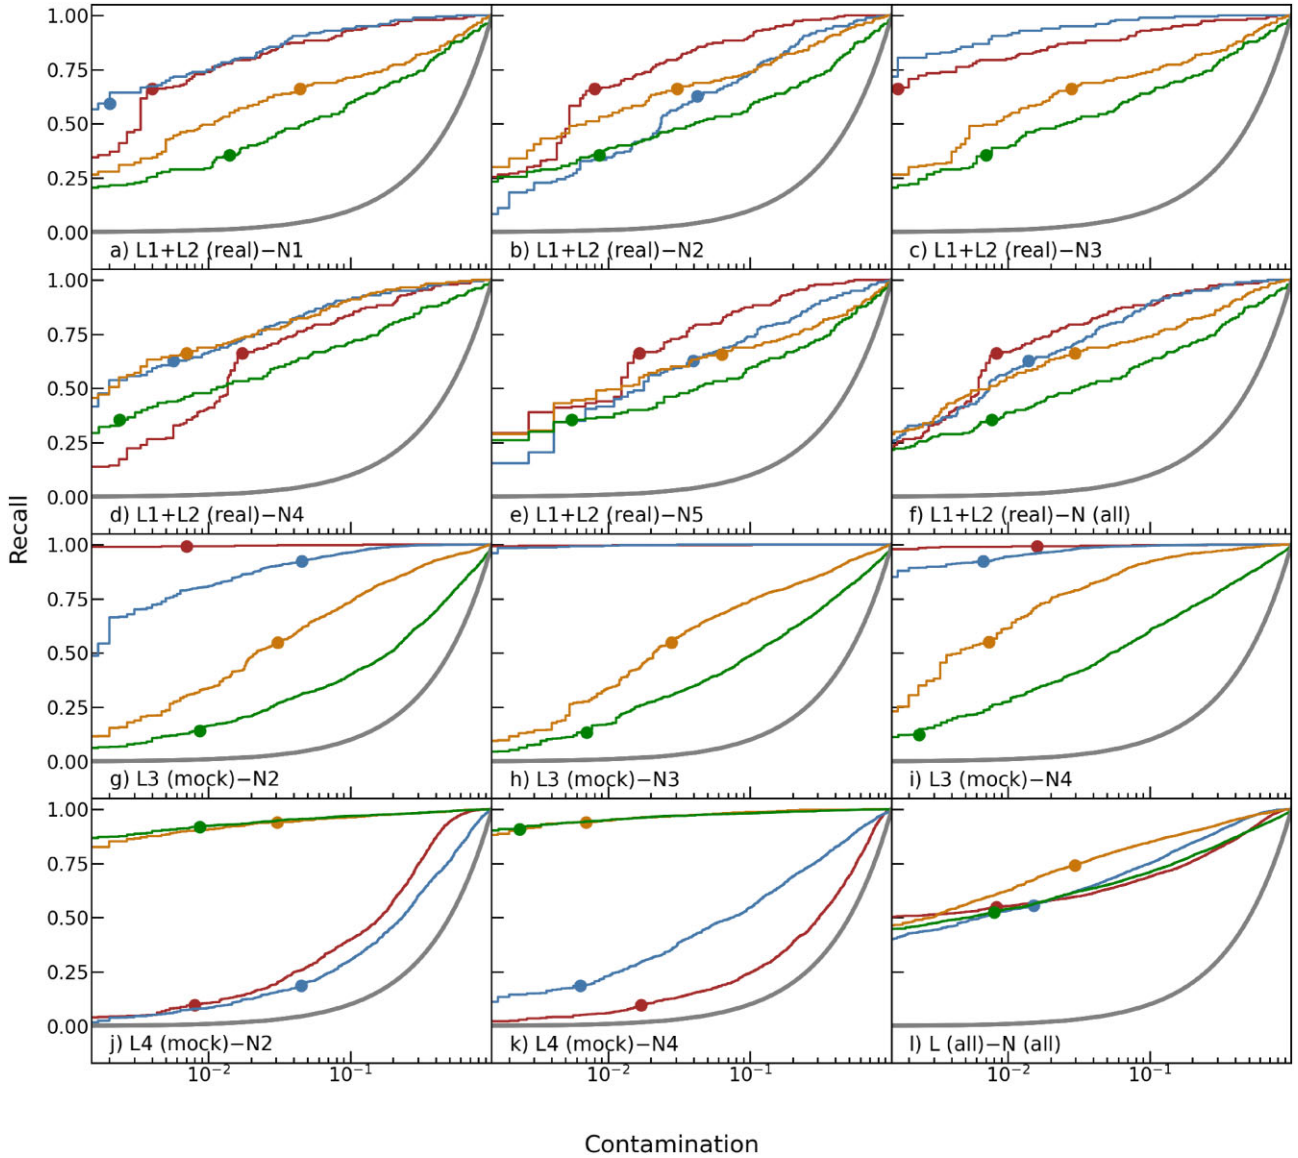 1.00
0.75
0.50
0.25
0.00
a) L1+L2 (real)−N1
b) L1+L2 (real)−N2
c) L1+L2 (real)−N3
1.00
0.75
0.50
0.25
0.00
d) L1+L2 (real)−N4
e) L1+L2 (real)−N5
f) L1+L2 (real)−N (all)
Recall
1.00
0.75
0.50
0.25
0.00
g) L3 (mock)−N2
h) L3 (mock)−N3
i) L3 (mock)−N4
1.00
0.75
0.50
0.25
0.00
j) L4 (mock)−N2
k) L4 (mock)−N4
l) L (all)−N (all)
10⁻² 10⁻¹ 10⁻² 10⁻¹ 10⁻² 10⁻¹
Contamination